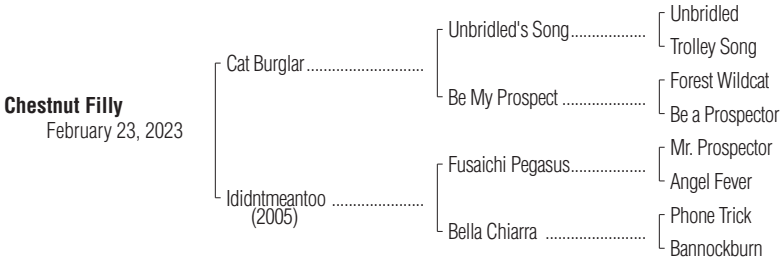 Unbridled
Unbridled's Song..................
Trolley Song
Cat Burglar...........................
Forest Wildcat
Be My Prospect ...................
Be a Prospector
Chestnut Filly
February 23, 2023
Mr. Prospector
Fusaichi Pegasus.................
Angel Fever
Ididntmeantoo .....................
(2005)
Phone Trick
Bella Chiarra .......................
Bannockburn